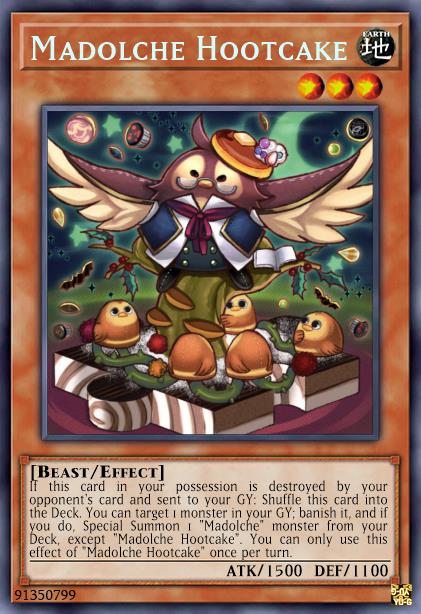 MADOLCHE HOOTCAKE
EARTH
地
[BEAST/EFFECT]
If this card in your possession is destroyed by your
opponent's card and sent to your GY: Shuffle this card into
the Deck. You can target 1 monster in your GY; banish it, and if
you do, Special Summon 1 "Madolche" monster from your
Deck, except "Madolche Hootcake". You can only use this
effect of "Madolche Hootcake" once per turn.
ATK/1500 DEF/1100
91350799